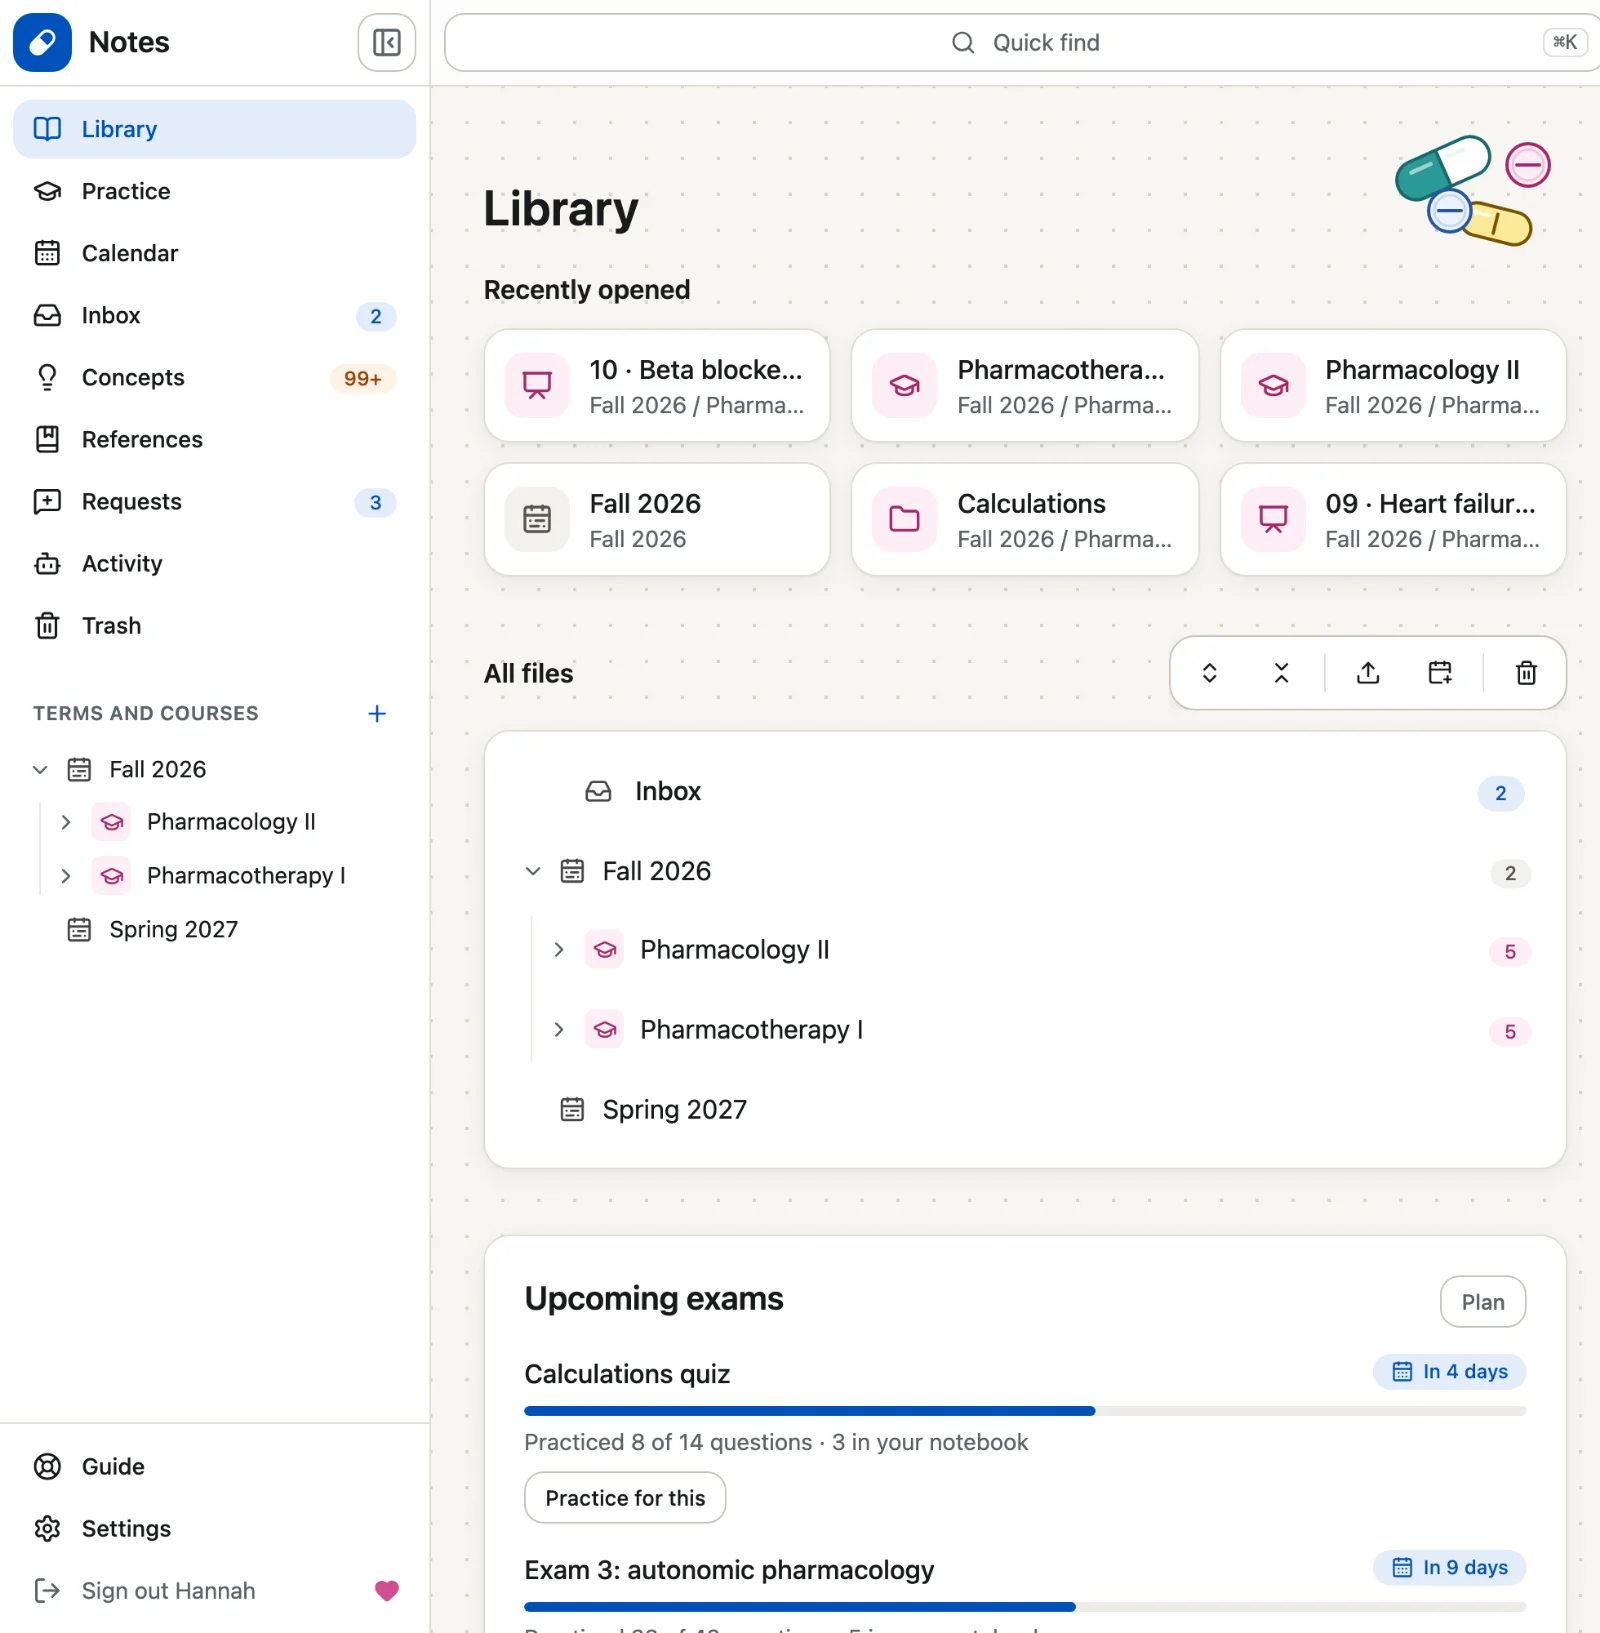 Notes
Quick find
⌘K
Library
Practice
Calendar
Inbox
2
Concepts
99+
References
Requests
3
Activity
Trash
TERMS AND COURSES
Fall 2026
Pharmacology II
Pharmacotherapy I
Spring 2027
Guide
Settings
Sign out Hannah
Library
Recently opened
10 · Beta blocke...
Fall 2026 / Pharma...
Pharmacothera...
Fall 2026 / Pharma...
Pharmacology II
Fall 2026 / Pharma...
Fall 2026
Fall 2026
Calculations
Fall 2026 / Pharma...
09 · Heart failur...
Fall 2026 / Pharma...
All files
Inbox
2
Fall 2026
2
Pharmacology II
5
Pharmacotherapy I
5
Spring 2027
Upcoming exams
Plan
Calculations quiz
In 4 days
Practiced 8 of 14 questions · 3 in your notebook
Practice for this
Exam 3: autonomic pharmacology
In 9 days